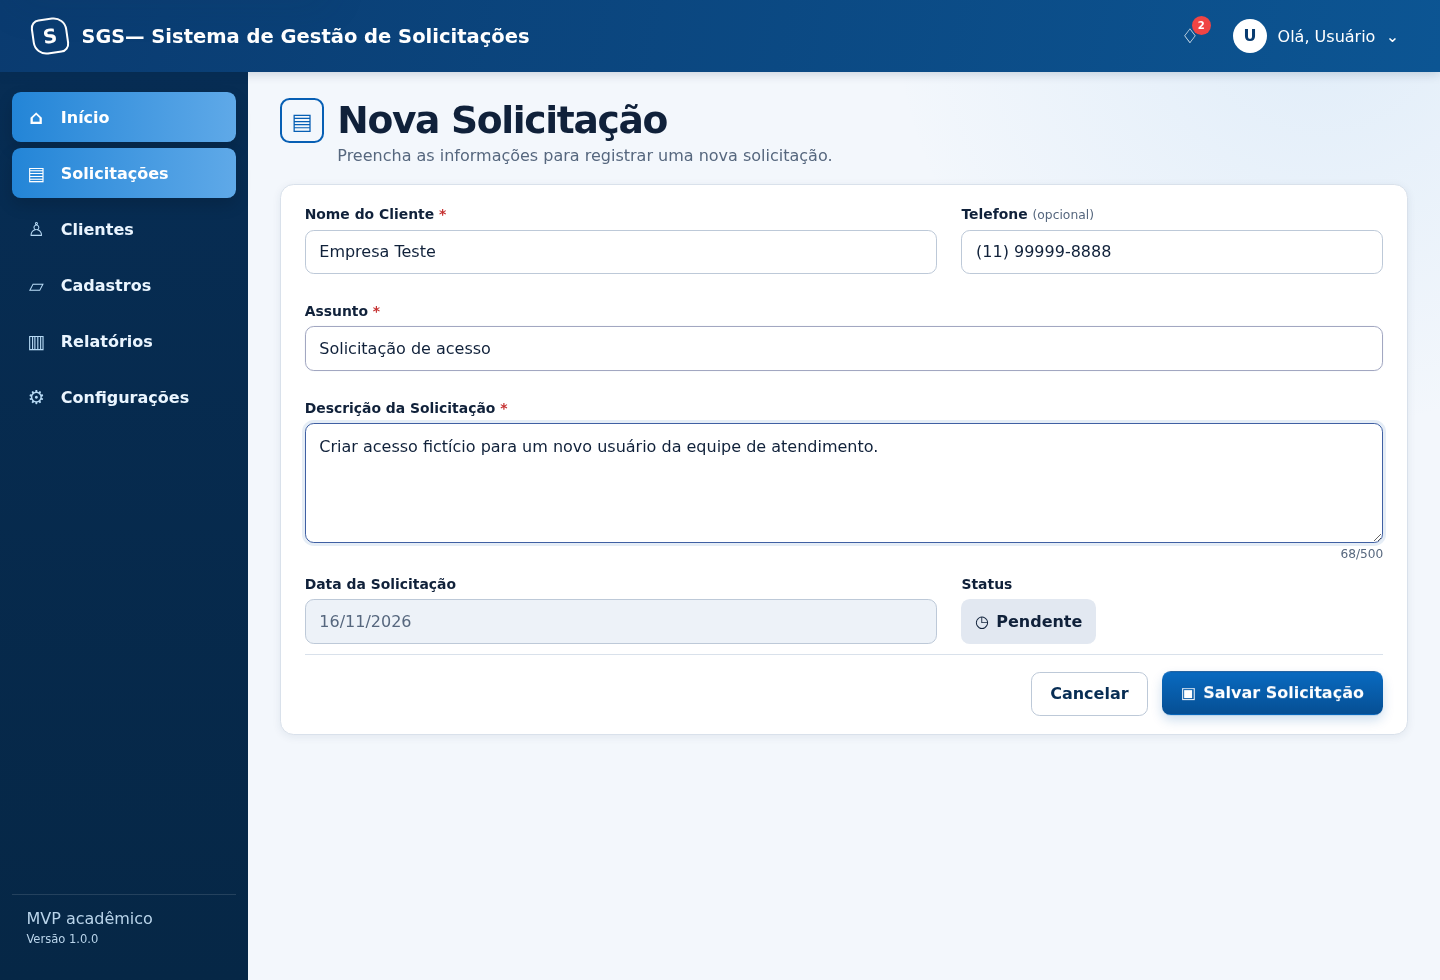 S SGS— Sistema de Gestão de Solicitações
2
U Olá, Usuário
Início
Solicitações
Clientes
Cadastros
Relatórios
Configurações
MVP acadêmico
Versão 1.0.0
Nova Solicitação
Preencha as informações para registrar uma nova solicitação.
Nome do Cliente *
Empresa Teste
Telefone (opcional)
(11) 99999-8888
Assunto *
Solicitação de acesso
Descrição da Solicitação *
Criar acesso fictício para um novo usuário da equipe de atendimento.
68/500
Data da Solicitação
16/11/2026
Status
Pendente
Cancelar
Salvar Solicitação